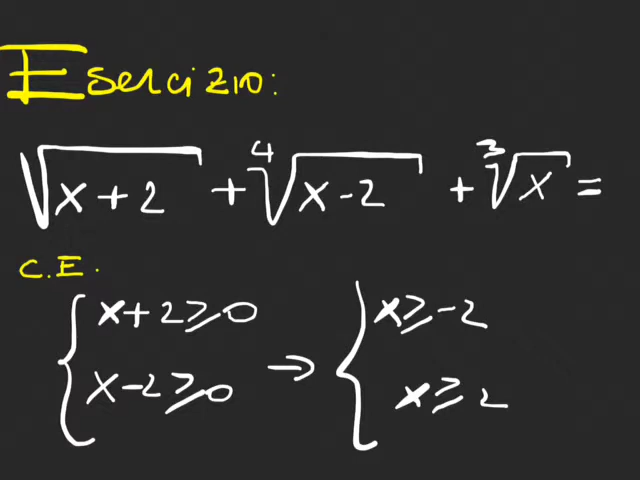 Esercizio:
√(x+2) + ⁴√(x-2) + ³√x =
C.E.
{ x+2≥0 → { x≥-2
{ x-2≥0 { x≥2